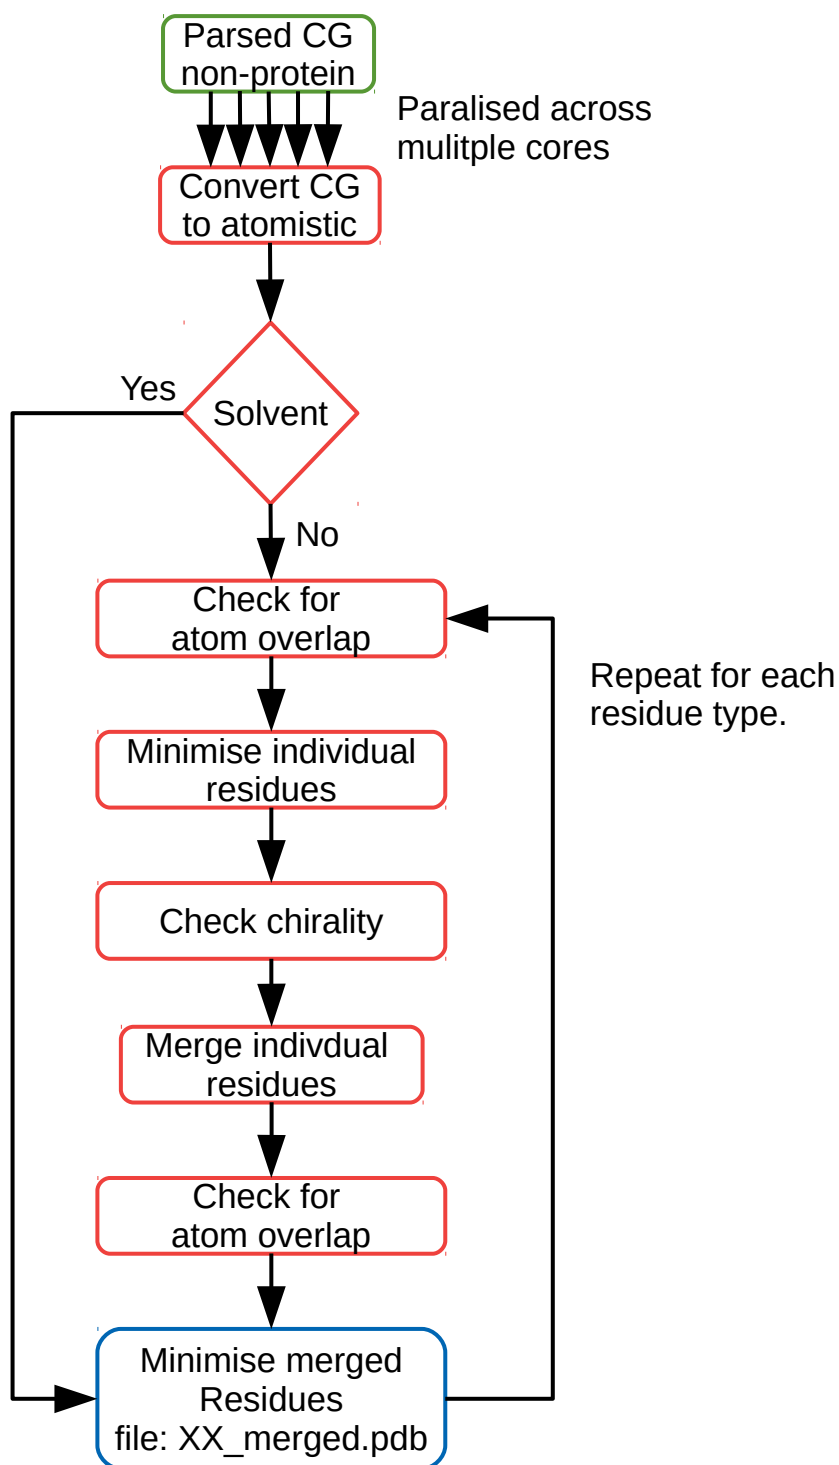 Parsed CG
non-protein
Paralised across
mulitple cores
Convert CG
to atomistic
Yes
Solvent
No
Check for
atom overlap
Repeat for each
residue type.
Minimise individual
residues
Check chirality
Merge indivdual
residues
Check for
atom overlap
Minimise merged
Residues
file: XX_merged.pdb